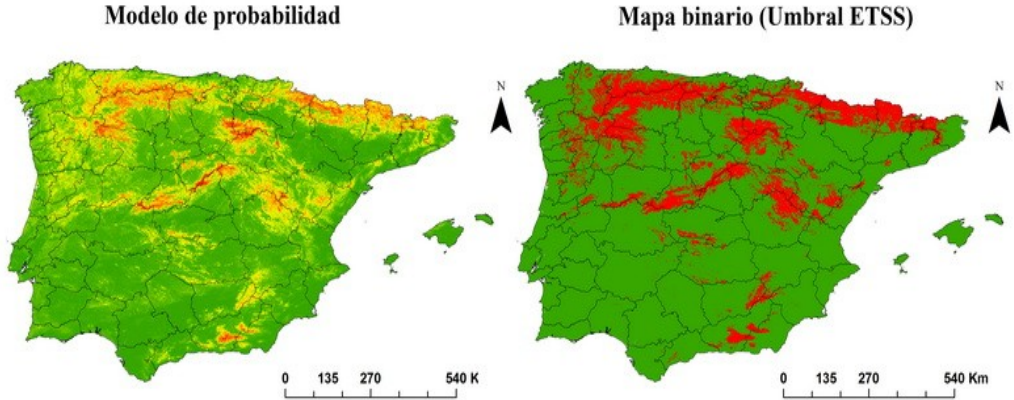 Modelo de probabilidad
Mapa binario (Umbral ETSS)
N
N
0 135 270 540 K
0 135 270 540 Km